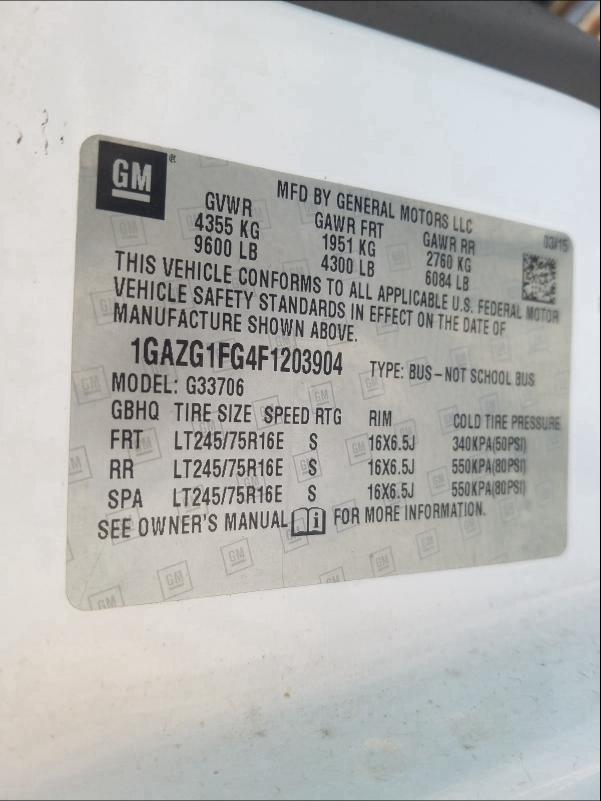 GM
MFD BY GENERAL MOTORS LLC
03/15
GVWR GAWR FRT GAWR RR
4355 KG 1951 KG 2760 KG
9600 LB 4300 LB 6084 LB
THIS VEHICLE CONFORMS TO ALL APPLICABLE U.S. FEDERAL MOTOR
VEHICLE SAFETY STANDARDS IN EFFECT ON THE DATE OF
MANUFACTURE SHOWN ABOVE.
1GAZG1FG4F1203904 TYPE: BUS-NOT SCHOOL BUS
MODEL: G33706
GBHQ TIRE SIZE SPEED RTG RIM COLD TIRE PRESSURE
FRT LT245/75R16E S 16X6.5J 340KPA(50PSI)
RR LT245/75R16E S 16X6.5J 550KPA(80PSI)
SPA LT245/75R16E S 16X6.5J 550KPA(80PSI)
SEE OWNER'S MANUAL FOR MORE INFORMATION.